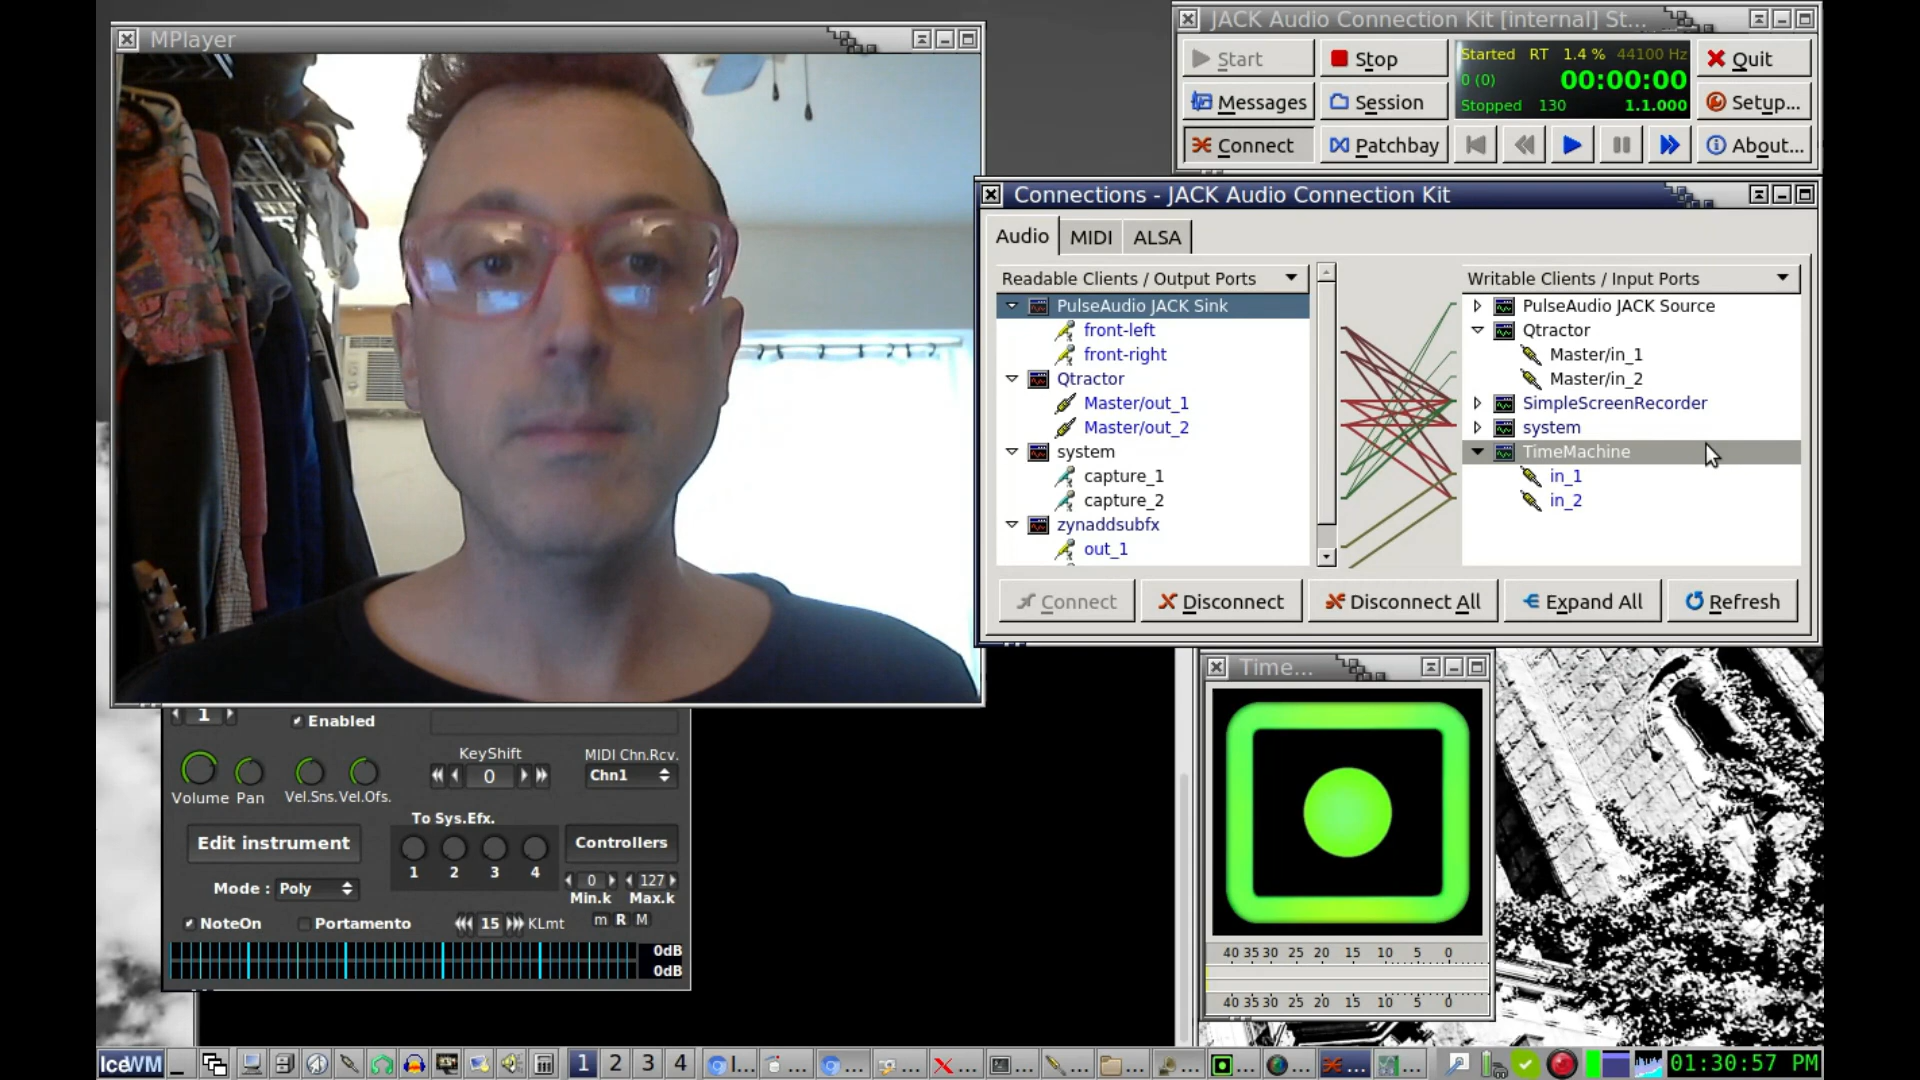 MPlayer
JACK Audio Connection Kit [internal] St...
Start
Stop
Started RT 1.4 % 44100 Hz
0 (0) 00:00:00
Stopped 130 1.1.000
Quit
Messages
Session
Setup...
Connect
Patchbay
About...
Connections - JACK Audio Connection Kit
Audio
MIDI
ALSA
Readable Clients / Output Ports
PulseAudio JACK Sink
front-left
front-right
Qtractor
Master/out_1
Master/out_2
system
capture_1
capture_2
zynaddsubfx
out_1
Writable Clients / Input Ports
PulseAudio JACK Source
Qtractor
Master/in_1
Master/in_2
SimpleScreenRecorder
system
TimeMachine
in_1
in_2
Connect
Disconnect
Disconnect All
Expand All
Refresh
Time...
40 35 30 25 20 15 10 5 0
40 35 30 25 20 15 10 5 0
1
Enabled
KeyShift
0
MIDI Chn.Rcv.
Chn1
Volume Pan Vel.Sns. Vel.Ofs.
To Sys.Efx.
Edit instrument
1 2 3 4
Controllers
0 127
Min.k Max.k
Mode : Poly
NoteOn
Portamento
15 KLmt
m R M
0dB
0dB
IceWM
1 2 3 4
I...
01:30:57 PM